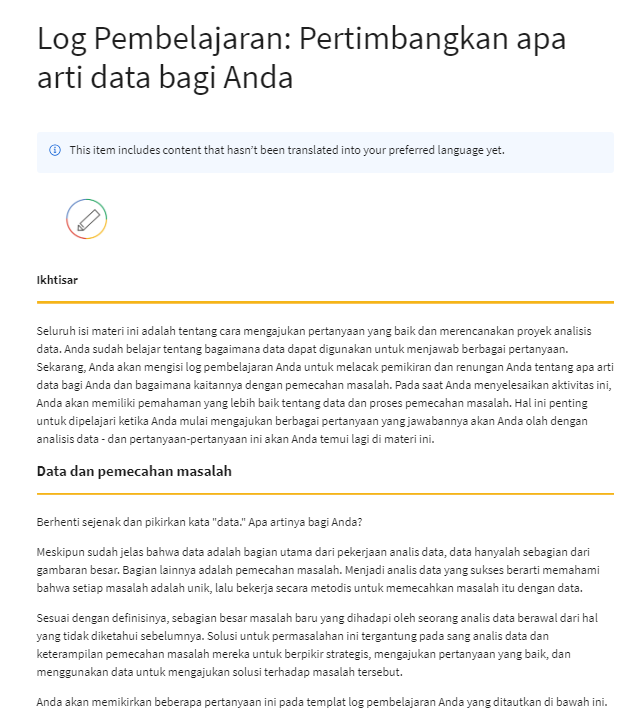 Log Pembelajaran: Pertimbangkan apa
arti data bagi Anda
This item includes content that hasn't been translated into your preferred language yet.
Ikhtisar
Seluruh isi materi ini adalah tentang cara mengajukan pertanyaan yang baik dan merencanakan proyek analisis
data. Anda sudah belajar tentang bagaimana data dapat digunakan untuk menjawab berbagai pertanyaan.
Sekarang, Anda akan mengisi log pembelajaran Anda untuk melacak pemikiran dan renungan Anda tentang apa arti
data bagi Anda dan bagaimana kaitannya dengan pemecahan masalah. Pada saat Anda menyelesaikan aktivitas ini,
Anda akan memiliki pemahaman yang lebih baik tentang data dan proses pemecahan masalah. Hal ini penting
untuk dipelajari ketika Anda mulai mengajukan berbagai pertanyaan yang jawabannya akan Anda olah dengan
analisis data - dan pertanyaan-pertanyaan ini akan Anda temui lagi di materi ini.
Data dan pemecahan masalah
Berhenti sejenak dan pikirkan kata "data." Apa artinya bagi Anda?
Meskipun sudah jelas bahwa data adalah bagian utama dari pekerjaan analis data, data hanyalah sebagian dari
gambaran besar. Bagian lainnya adalah pemecahan masalah. Menjadi analis data yang sukses berarti memahami
bahwa setiap masalah adalah unik, lalu bekerja secara metodis untuk memecahkan masalah itu dengan data.
Sesuai dengan definisinya, sebagian besar masalah baru yang dihadapi oleh seorang analis data berawal dari hal
yang tidak diketahui sebelumnya. Solusi untuk permasalahan ini tergantung pada sang analis data dan
keterampilan pemecahan masalah mereka untuk berpikir strategis, mengajukan pertanyaan yang baik, dan
menggunakan data untuk mengajukan solusi terhadap masalah tersebut.
Anda akan memikirkan beberapa pertanyaan ini pada templat log pembelajaran Anda yang ditautkan di bawah ini.